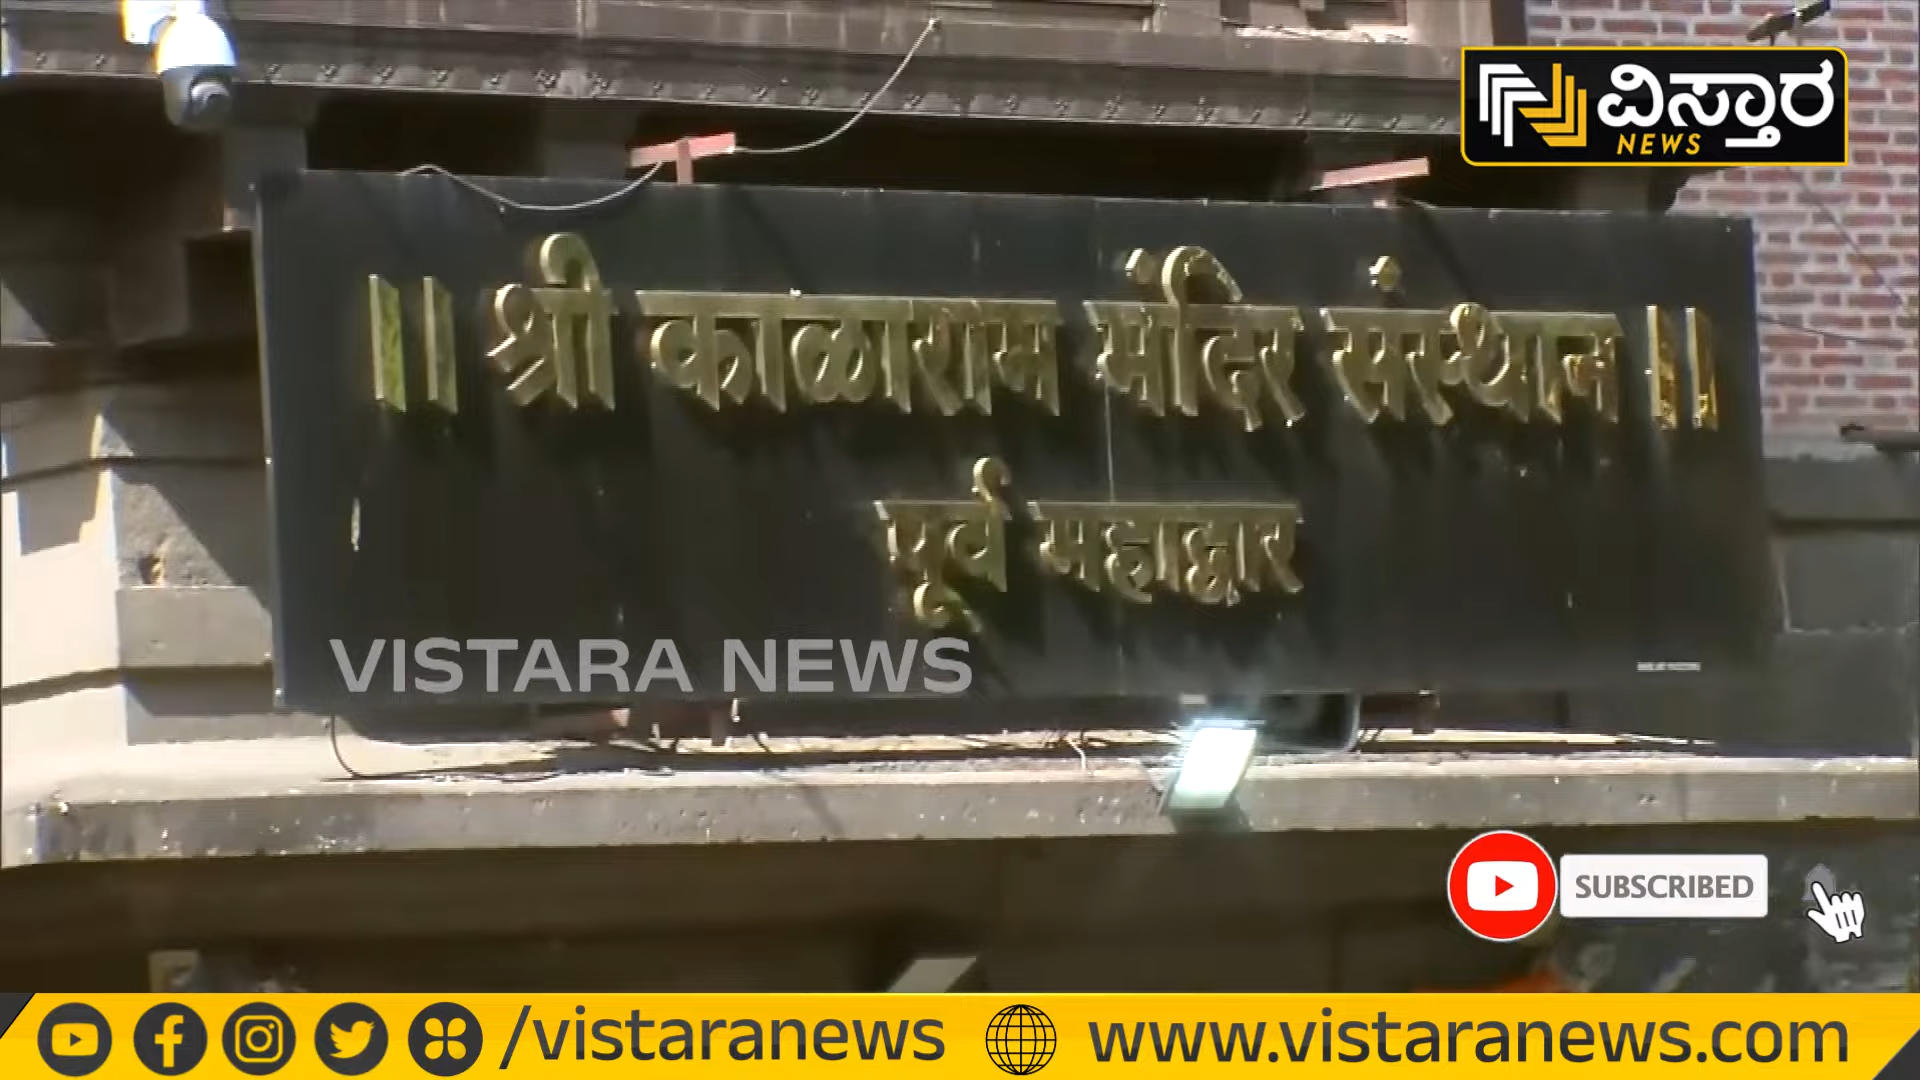 ವಿಸ್ತಾರ
NEWS
॥ श्री काळाराम मंदिर संस्थान ॥
पूर्व महाद्वार
VISTARA NEWS
SUBSCRIBED
/vistaranews
www.vistaranews.com